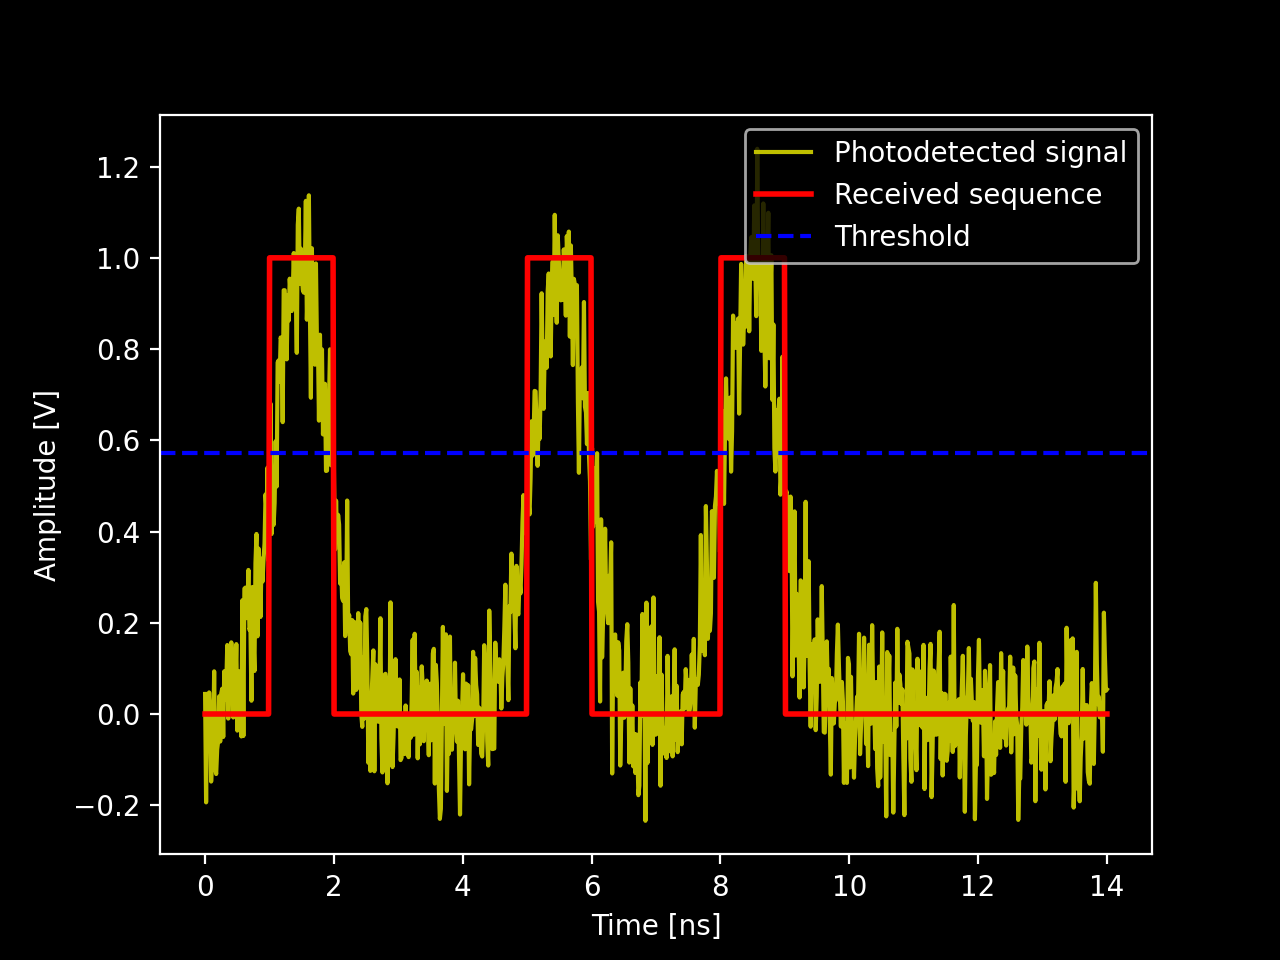 Photodetected signal
Received sequence
Threshold
1.2
1.0
0.8
0.6
0.4
0.2
0.0
−0.2
Amplitude [V]
0 2 4 6 8 10 12 14
Time [ns]